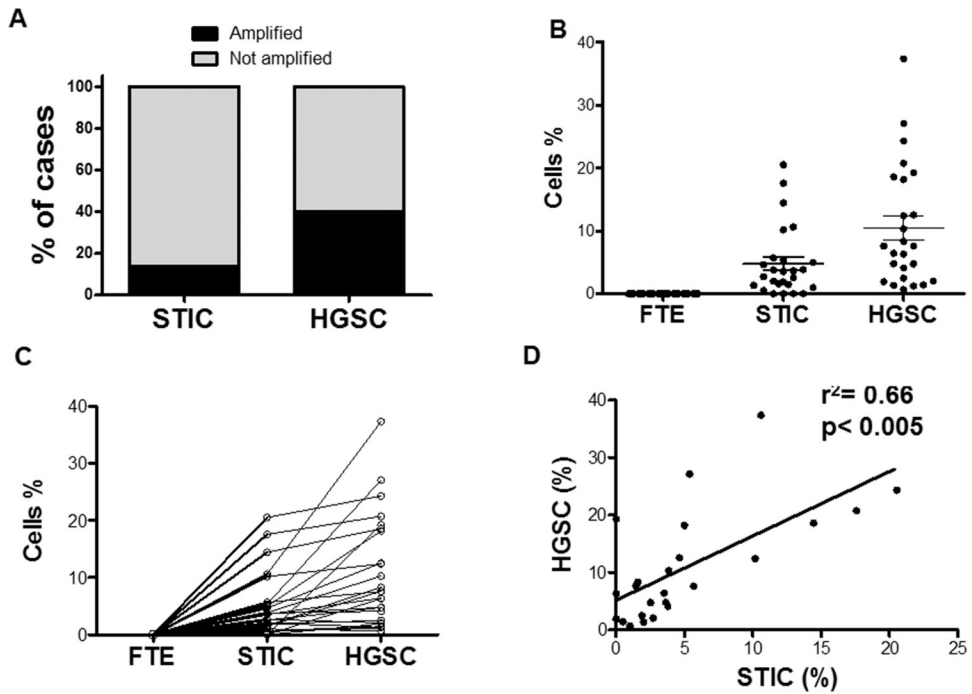 A
Amplified
Not amplified
% of cases
100
80
60
40
20
0
STIC
HGSC
B
Cells %
40
30
20
10
0
FTE
STIC
HGSC
C
Cells %
40
30
20
10
0
FTE
STIC
HGSC
D
r²= 0.66
p< 0.005
HGSC (%)
40
30
20
10
0
0
5
10
15
20
25
STIC (%)